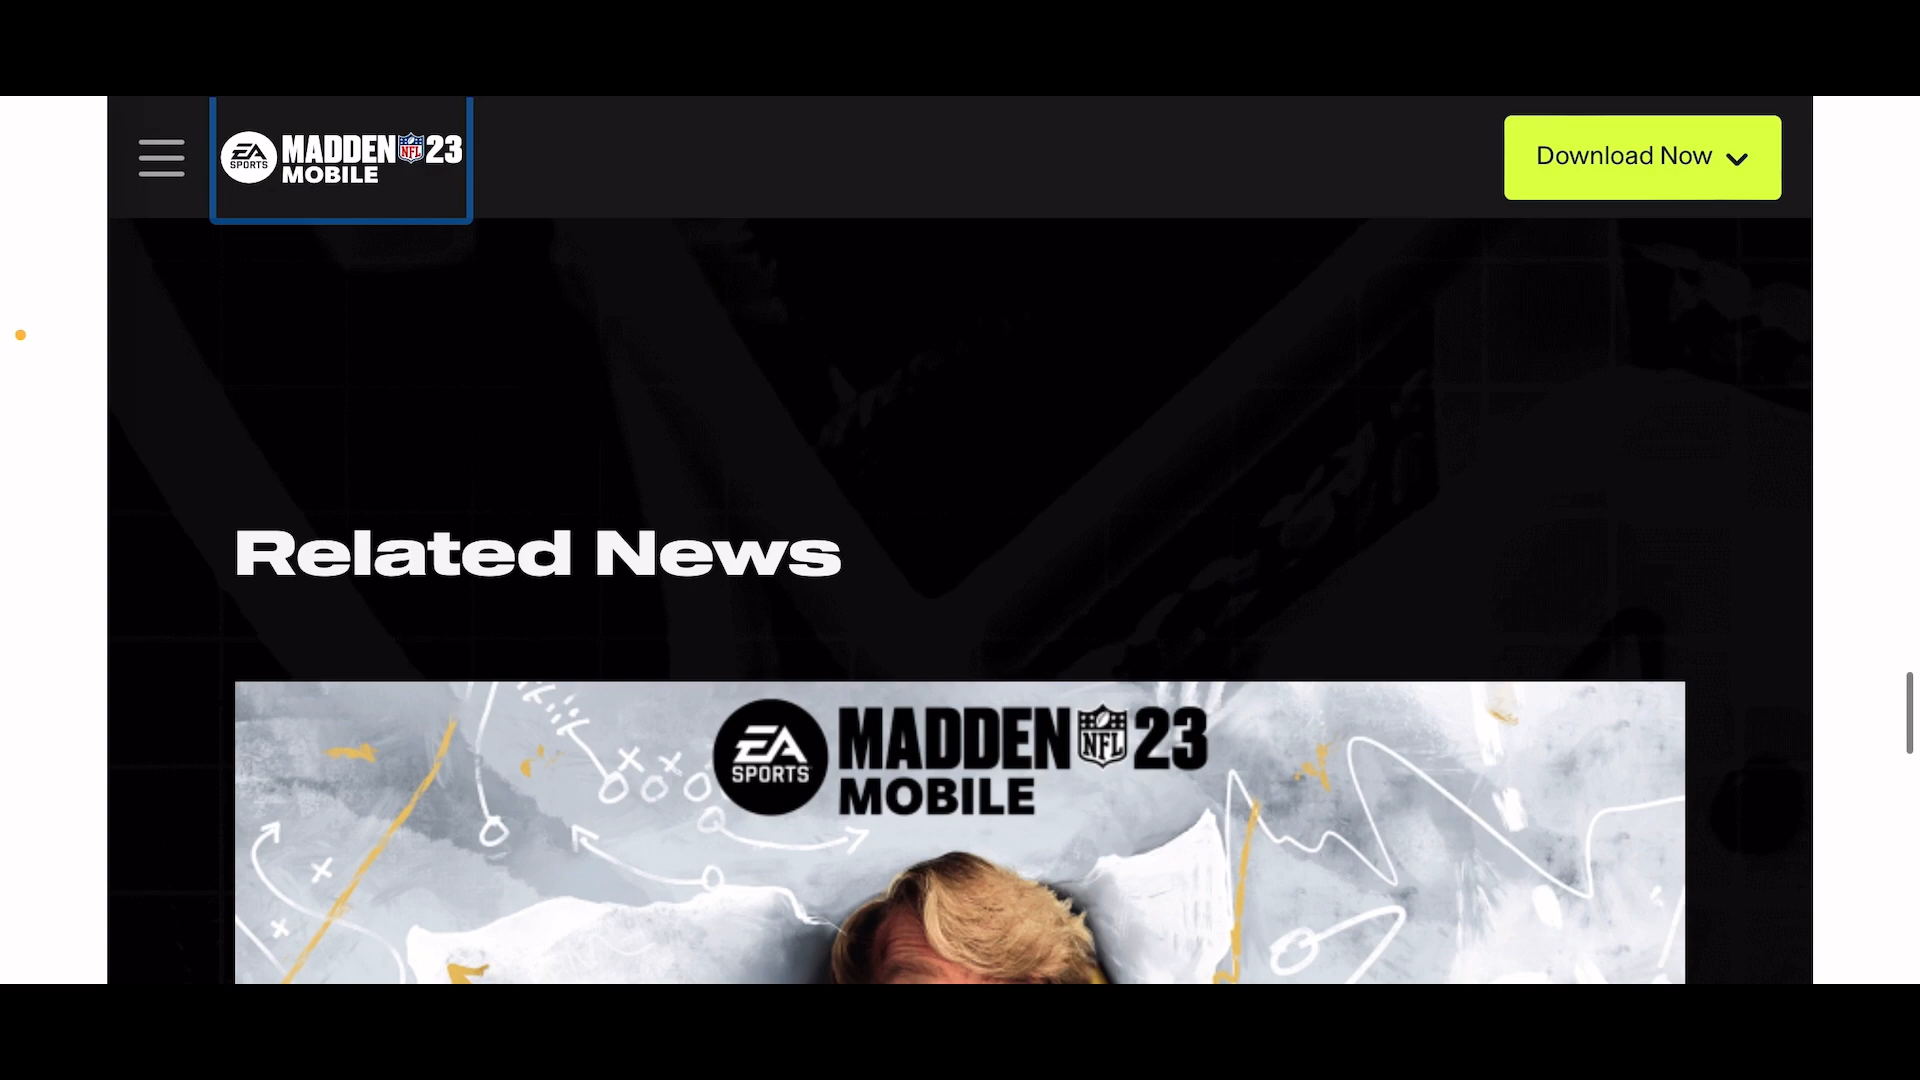 EA SPORTS MADDEN NFL 23
MOBILE
Download Now
Related News
EA SPORTS MADDEN NFL 23
MOBILE